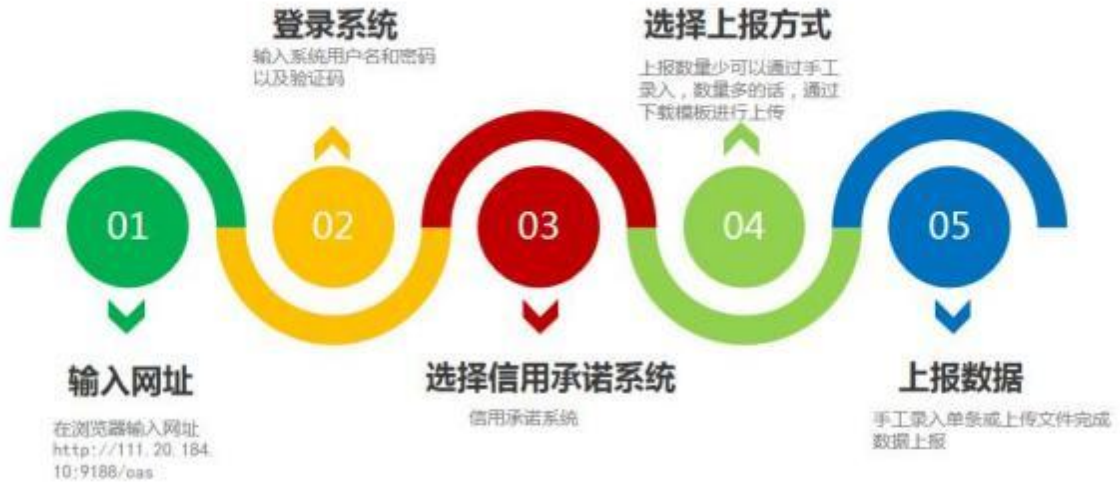 登录系统
输入系统用户名和密码
以及验证码
选择上报方式
上报数量少可以通过手工
录入，数量多的话，通过
下载模板进行上传
01
02
03
04
05
输入网址
在浏览器输入网址
http://111.20.184.
10:9188/oas
选择信用承诺系统
信用承诺系统
上报数据
手工录入单条或上传文件完成
数据上报